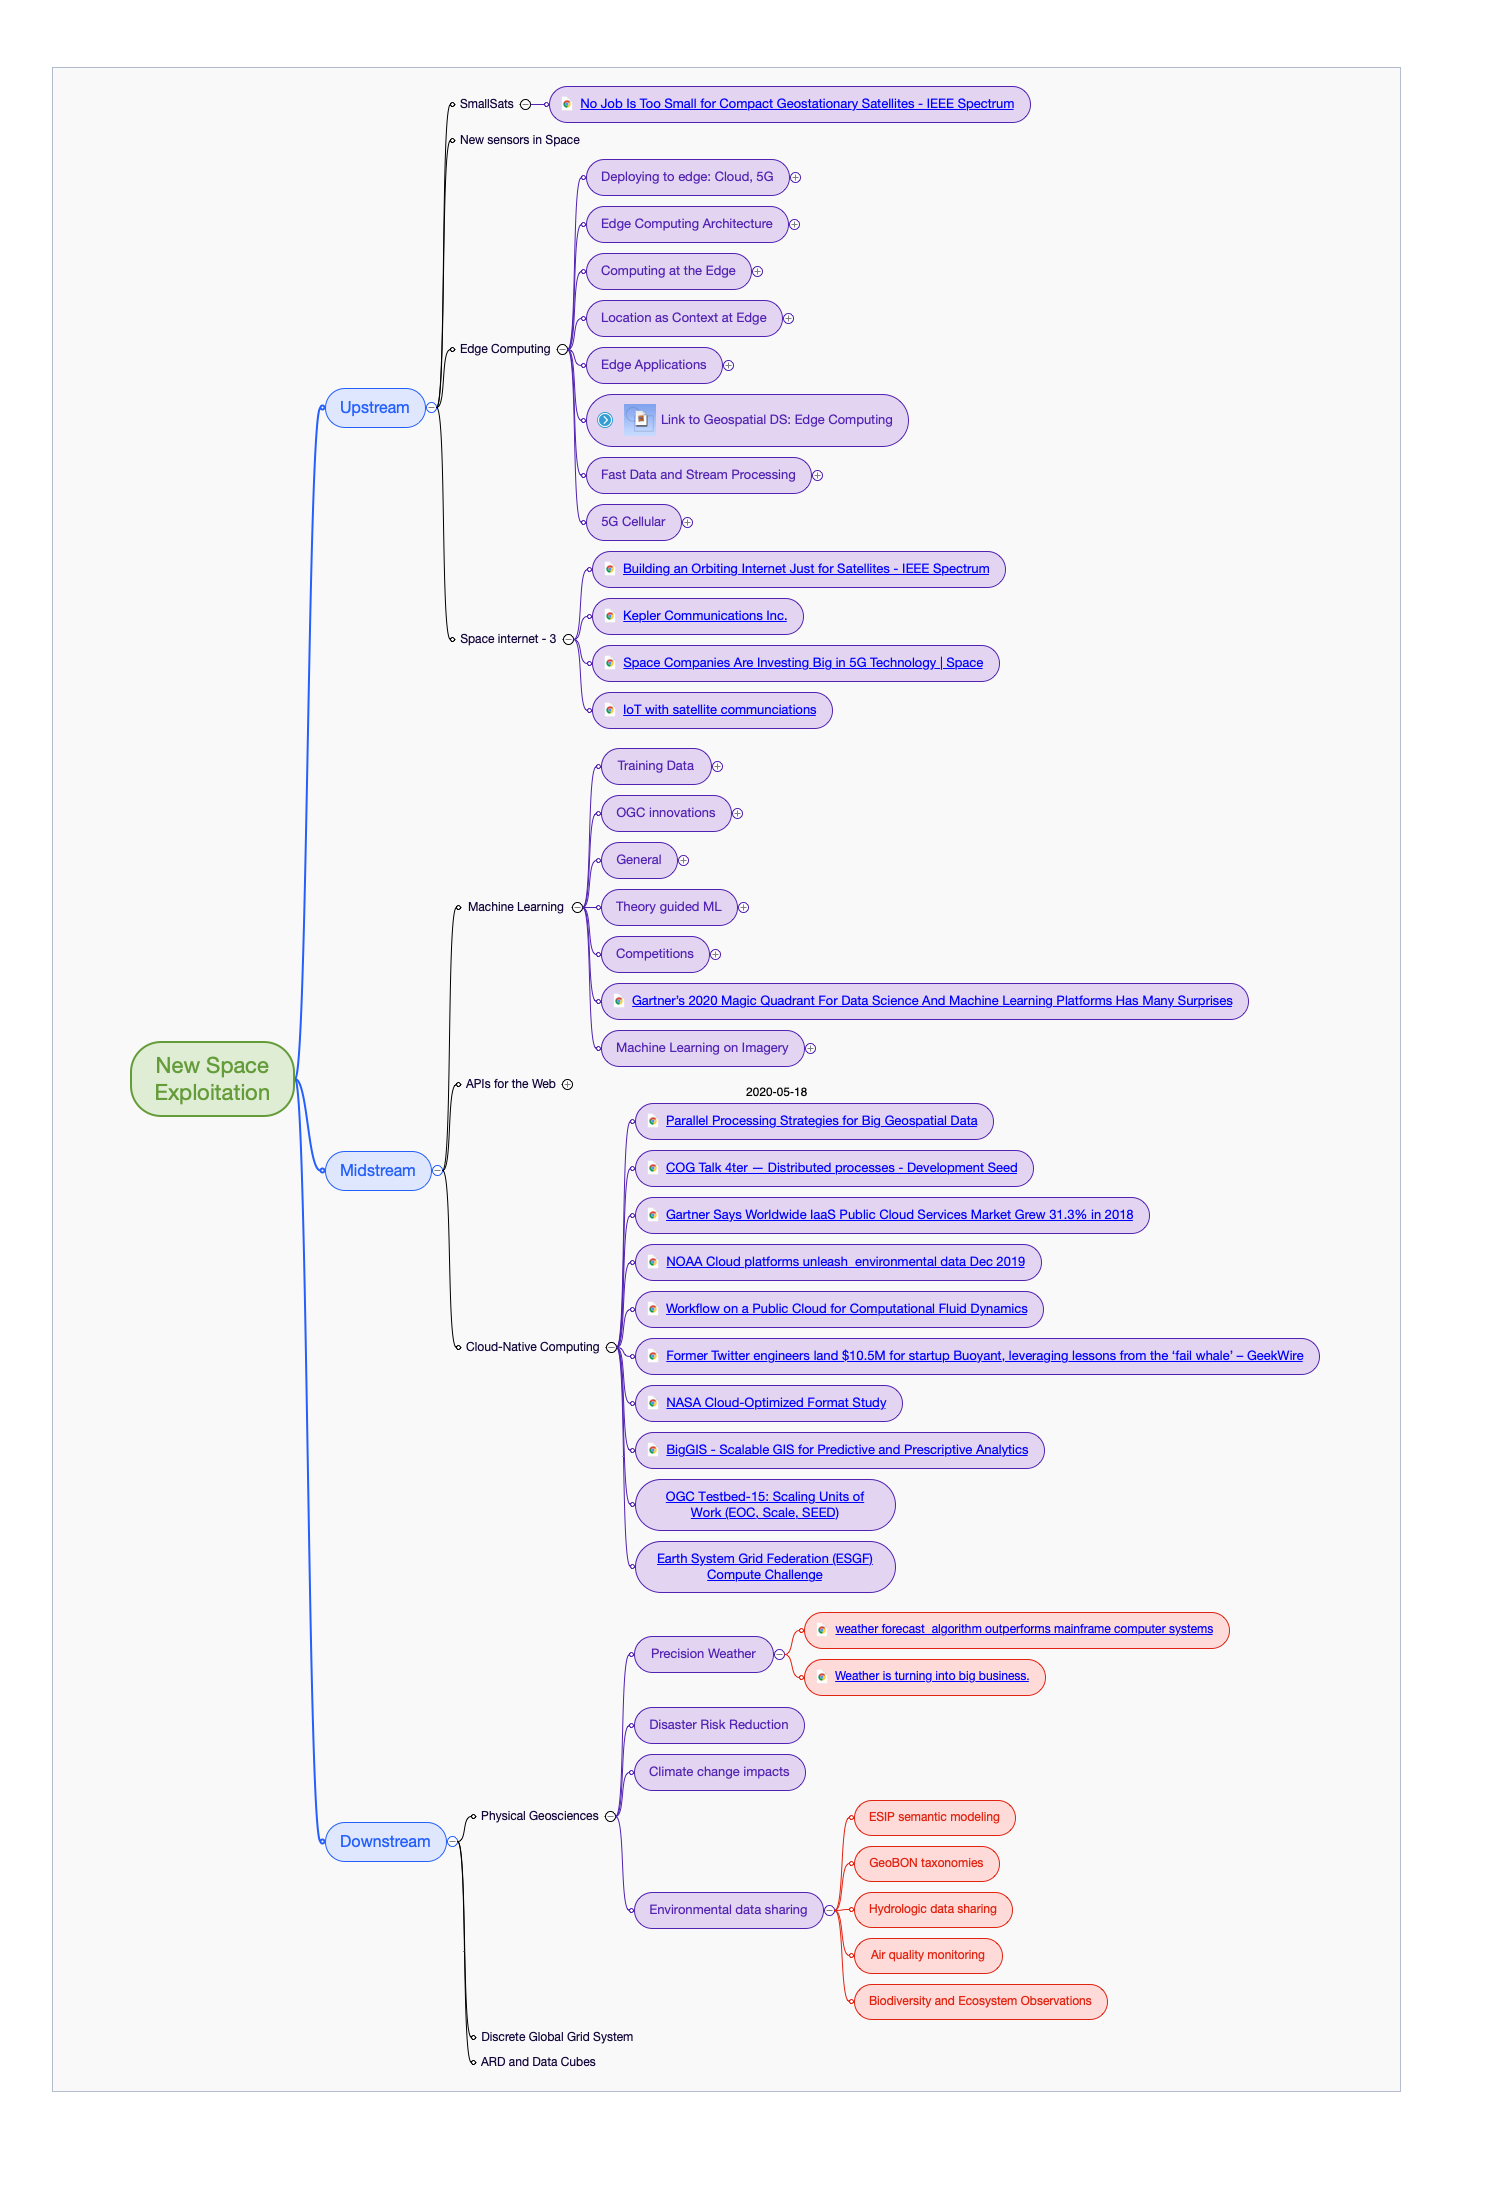 SmallSats
No Job Is Too Small for Compact Geostationary Satellites - IEEE Spectrum
New sensors in Space
Deploying to edge: Cloud, 5G
Edge Computing Architecture
Computing at the Edge
Location as Context at Edge
Edge Computing
Edge Applications
Upstream
Link to Geospatial DS: Edge Computing
Fast Data and Stream Processing
5G Cellular
Building an Orbiting Internet Just for Satellites - IEEE Spectrum
Kepler Communications Inc.
Space internet - 3
Space Companies Are Investing Big in 5G Technology | Space
IoT with satellite communciations
Training Data
OGC innovations
General
Machine Learning
Theory guided ML
Competitions
Gartner’s 2020 Magic Quadrant For Data Science And Machine Learning Platforms Has Many Surprises
Machine Learning on Imagery
New Space
Exploitation
APIs for the Web
2020-05-18
Parallel Processing Strategies for Big Geospatial Data
Midstream
COG Talk 4ter — Distributed processes - Development Seed
Gartner Says Worldwide IaaS Public Cloud Services Market Grew 31.3% in 2018
NOAA Cloud platforms unleash  environmental data Dec 2019
Workflow on a Public Cloud for Computational Fluid Dynamics
Cloud-Native Computing
Former Twitter engineers land $10.5M for startup Buoyant, leveraging lessons from the ‘fail whale’ – GeekWire
NASA Cloud-Optimized Format Study
BigGIS - Scalable GIS for Predictive and Prescriptive Analytics
OGC Testbed-15: Scaling Units of
Work (EOC, Scale, SEED)
Earth System Grid Federation (ESGF)
Compute Challenge
weather forecast  algorithm outperforms mainframe computer systems
Precision Weather
Weather is turning into big business.
Disaster Risk Reduction
Climate change impacts
Physical Geosciences
ESIP semantic modeling
Downstream
GeoBON taxonomies
Environmental data sharing
Hydrologic data sharing
Air quality monitoring
Biodiversity and Ecosystem Observations
Discrete Global Grid System
ARD and Data Cubes